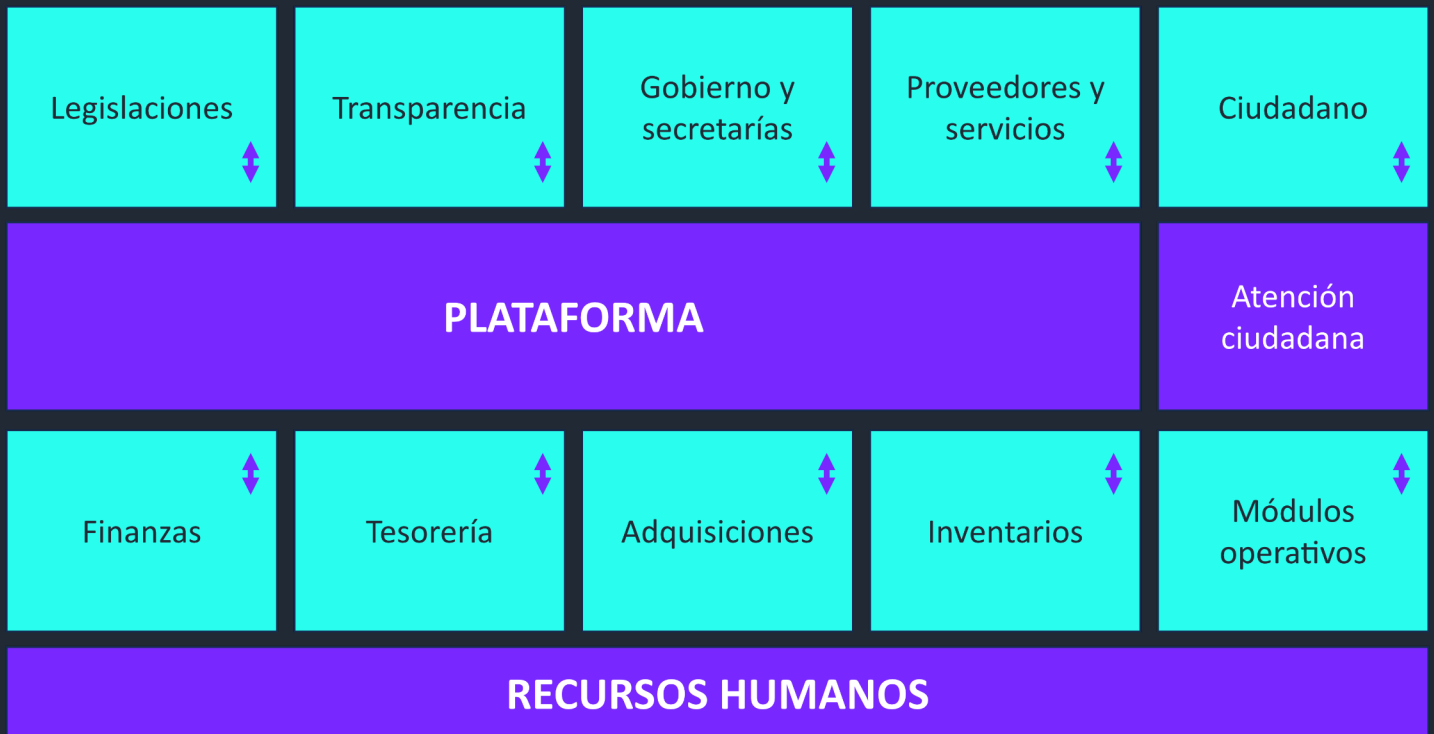 Legislaciones
Transparencia
Gobierno y
secretarías
Proveedores y
servicios
Ciudadano
PLATAFORMA
Atención
ciudadana
Finanzas
Tesorería
Adquisiciones
Inventarios
Módulos
operativos
RECURSOS HUMANOS